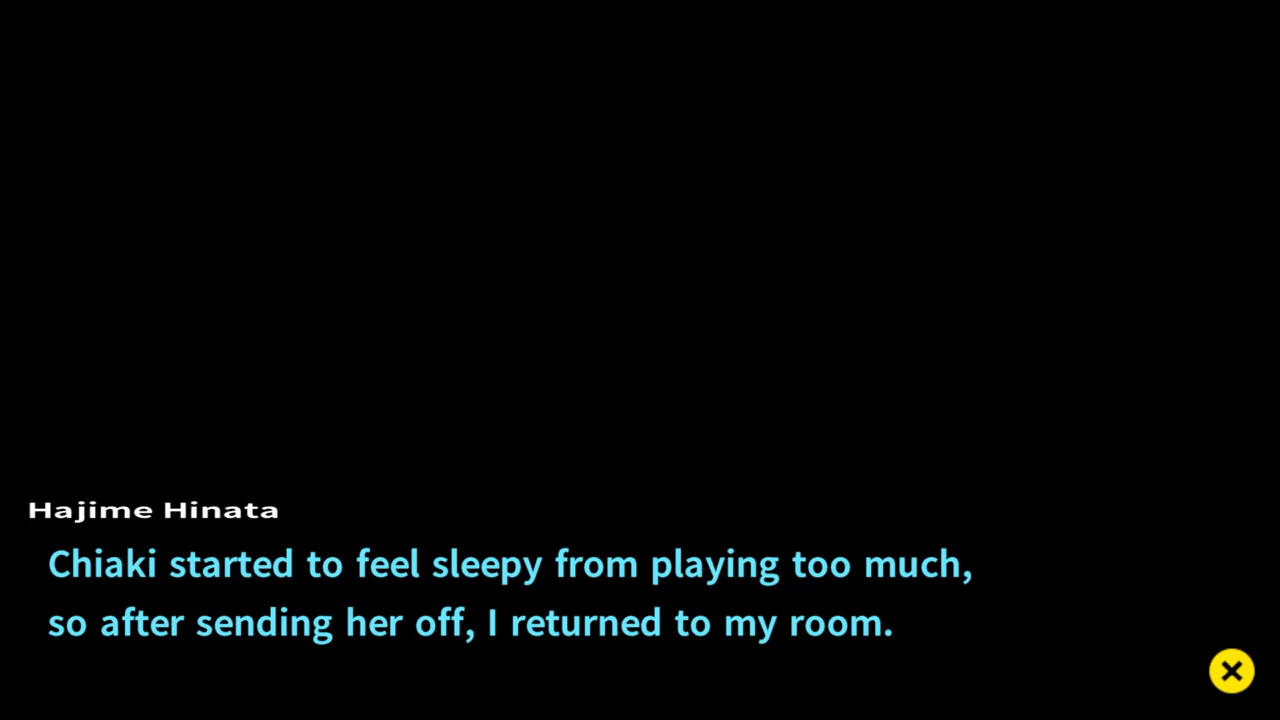 Hajime Hinata
Chiaki started to feel sleepy from playing too much,
so after sending her off, I returned to my room.